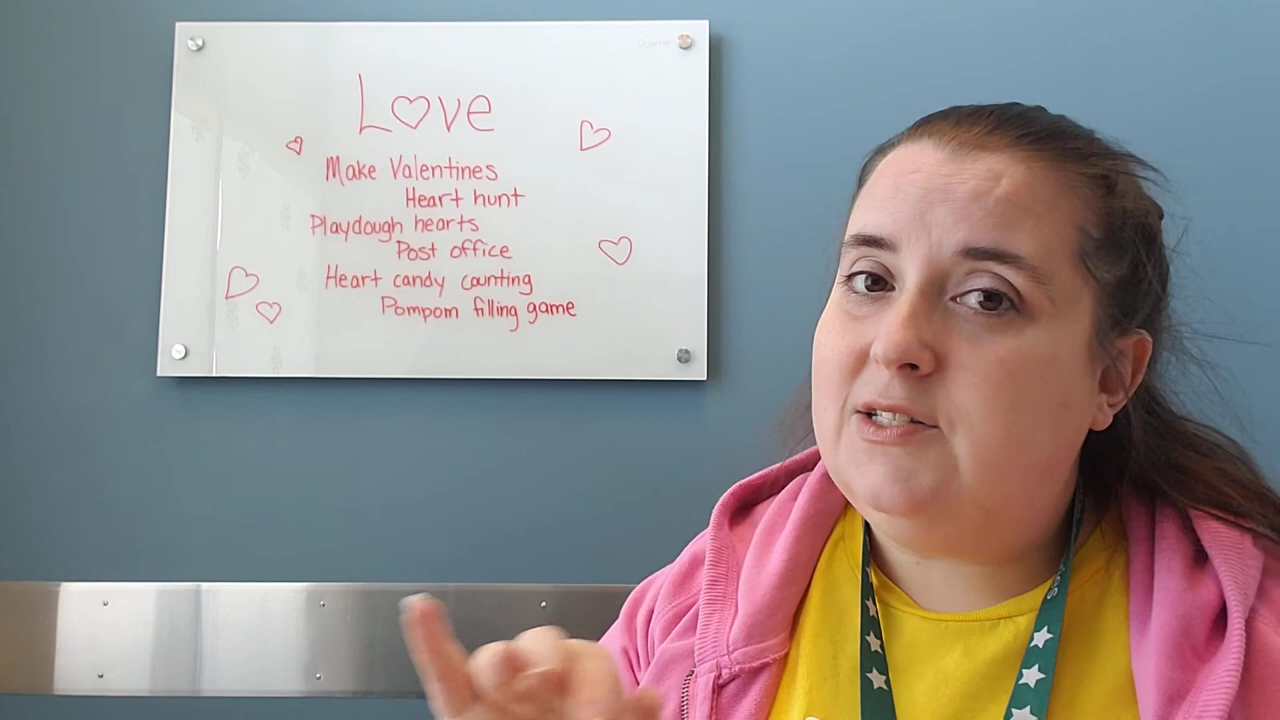 Love
Make Valentines
Heart hunt
Playdough hearts
Post office
Heart candy counting
Pompom filling game